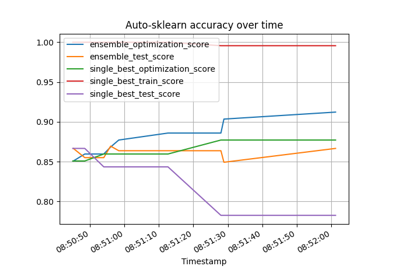 Auto-sklearn accuracy over time
1.00
0.95
0.90
0.85
0.80
ensemble_optimization_score
ensemble_test_score
single_best_optimization_score
single_best_train_score
single_best_test_score
08:50:50
08:51:00
08:51:10
08:51:20
08:51:30
08:51:40
08:51:50
08:52:00
Timestamp